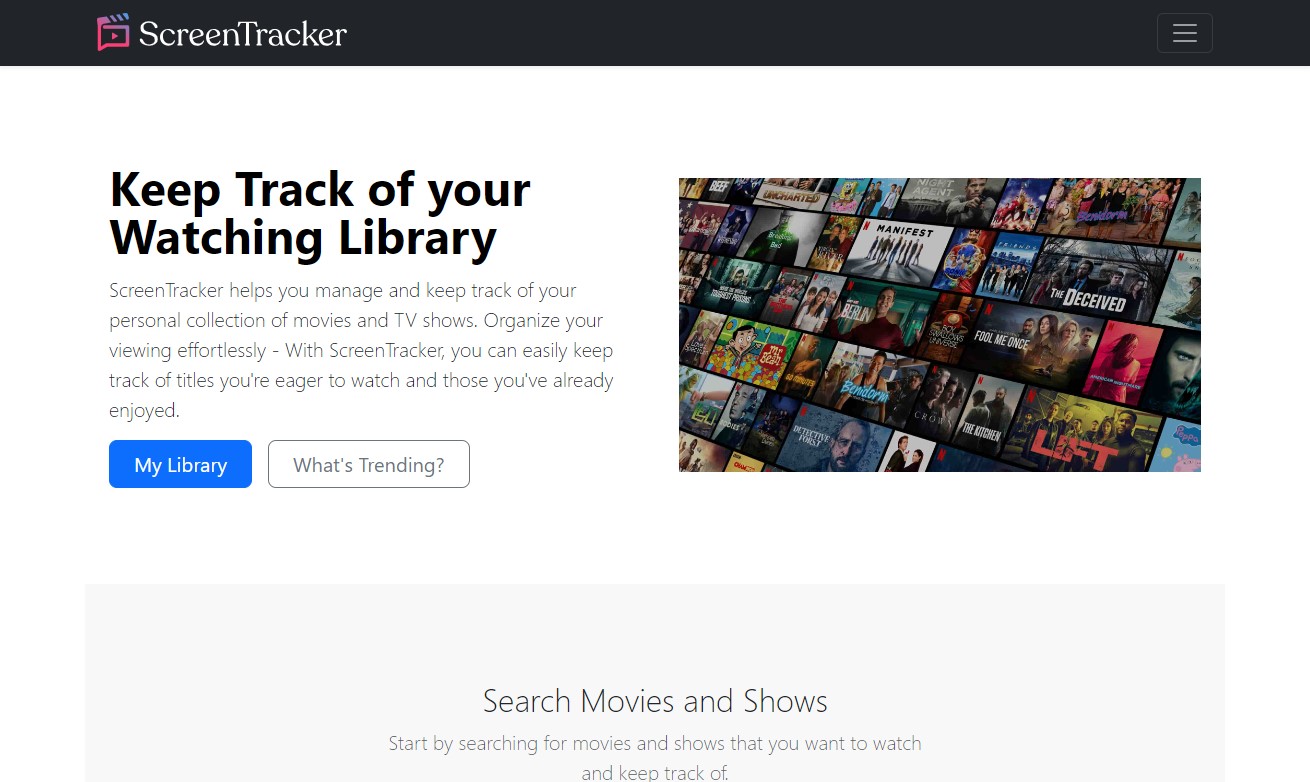 ScreenTracker
Keep Track of your
Watching Library
ScreenTracker helps you manage and keep track of your
personal collection of movies and TV shows. Organize your
viewing effortlessly - With ScreenTracker, you can easily keep
track of titles you're eager to watch and those you've already
enjoyed.
My Library
What's Trending?
BEEF
UNCHARTED
NIGHT AGENT
Benidorm
Breaking
Bad
MANIFEST
FRIENDS
THE DECEIVED
BERLIN
FOOL ME ONCE
Benidorm
THE KITCHEN
DETECTIVE
FORST
LIFT
Peppa
Search Movies and Shows
Start by searching for movies and shows that you want to watch
and keep track of.